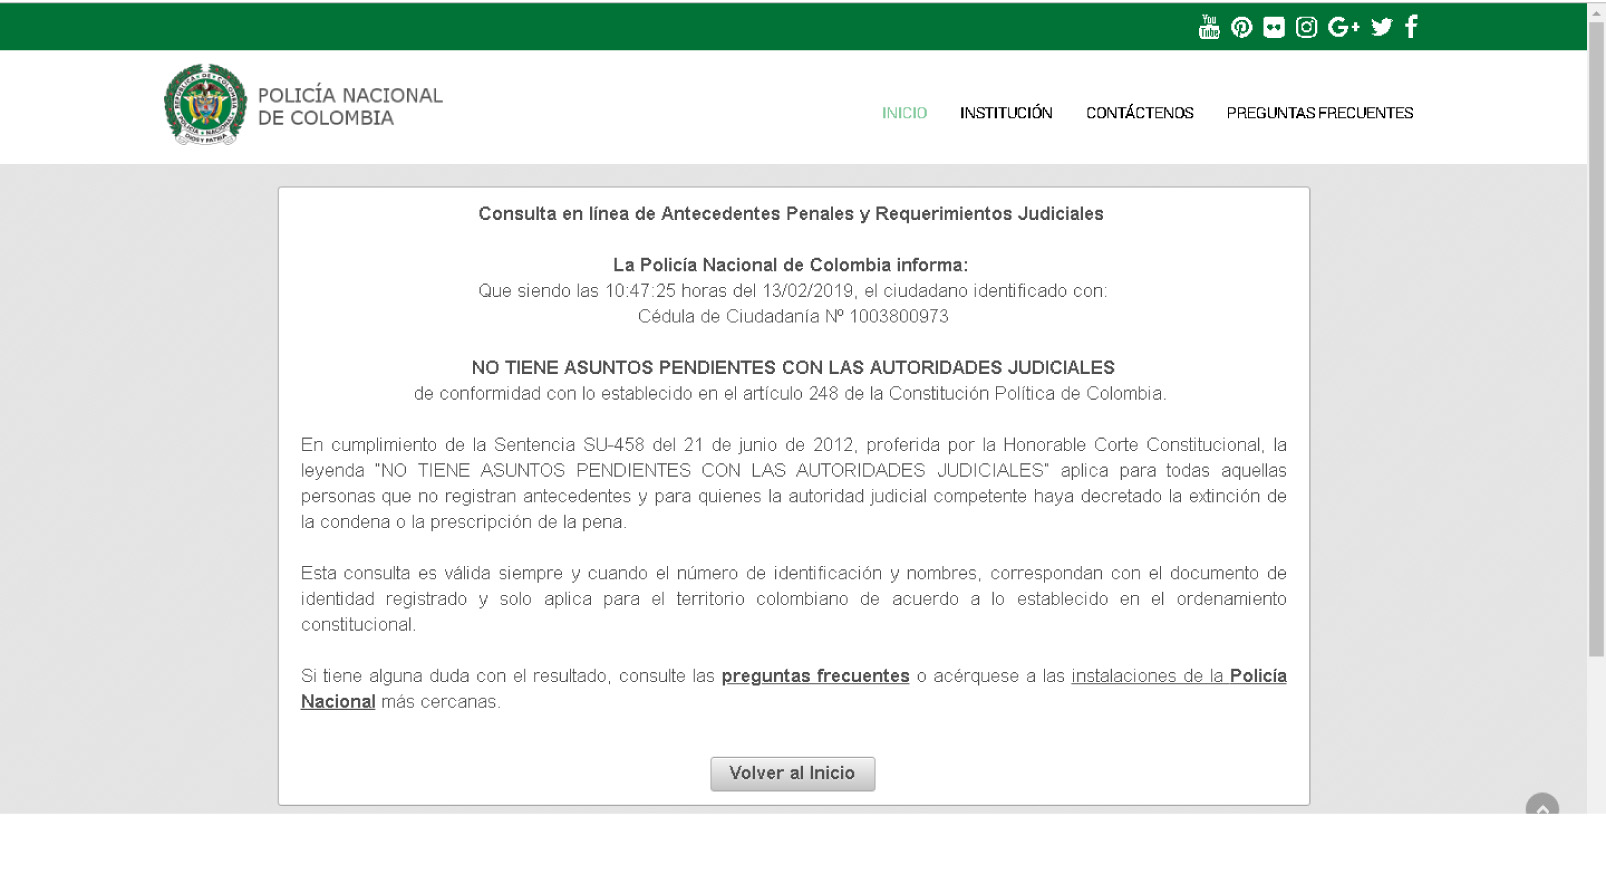 You
Tube
POLICÍA NACIONAL
DE COLOMBIA
INICIO INSTITUCIÓN CONTÁCTENOS PREGUNTAS FRECUENTES
Consulta en línea de Antecedentes Penales y Requerimientos Judiciales
La Policía Nacional de Colombia informa:
Que siendo las 10:47:25 horas del 13/02/2019, el ciudadano identificado con:
Cédula de Ciudadanía Nº 1003800973
NO TIENE ASUNTOS PENDIENTES CON LAS AUTORIDADES JUDICIALES
de conformidad con lo establecido en el artículo 248 de la Constitución Política de Colombia.
En cumplimiento de la Sentencia SU-458 del 21 de junio de 2012, proferida por la Honorable Corte Constitucional, la
leyenda "NO TIENE ASUNTOS PENDIENTES CON LAS AUTORIDADES JUDICIALES" aplica para todas aquellas
personas que no registran antecedentes y para quienes la autoridad judicial competente haya decretado la extinción de
la condena o la prescripción de la pena.
Esta consulta es válida siempre y cuando el número de identificación y nombres, correspondan con el documento de
identidad registrado y solo aplica para el territorio colombiano de acuerdo a lo establecido en el ordenamiento
constitucional.
Si tiene alguna duda con el resultado, consulte las preguntas frecuentes o acérquese a las instalaciones de la Policía
Nacional más cercanas.
Volver al Inicio